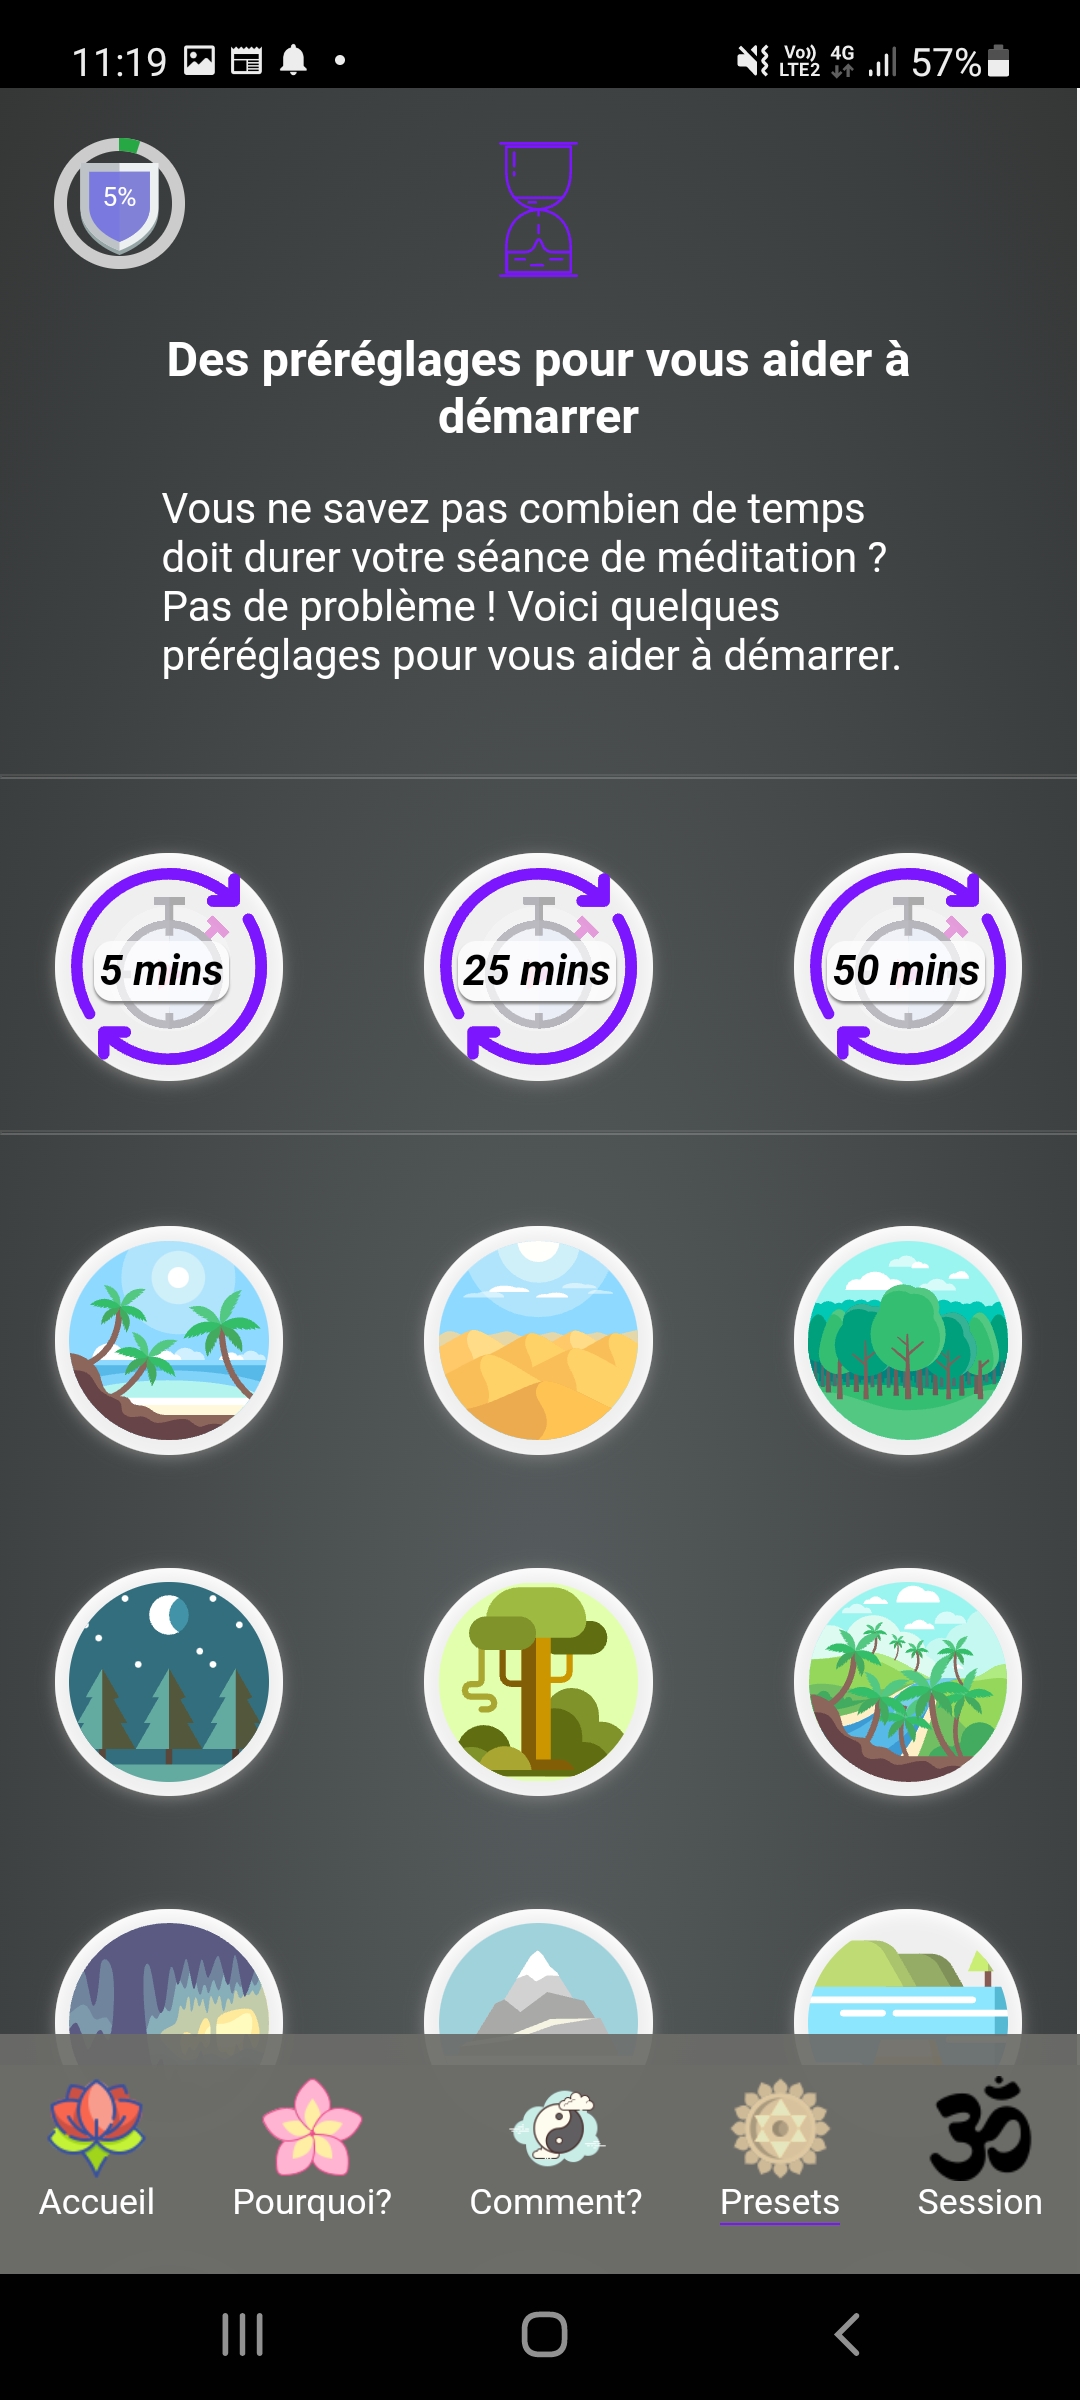 11:19
Vo)) 4G
LTE2
57%
5%
Des préréglages pour vous aider à
démarrer
Vous ne savez pas combien de temps
doit durer votre séance de méditation ?
Pas de problème ! Voici quelques
préréglages pour vous aider à démarrer.
5 mins
25 mins
50 mins
Accueil
Pourquoi?
Comment?
Presets
ॐ
Session